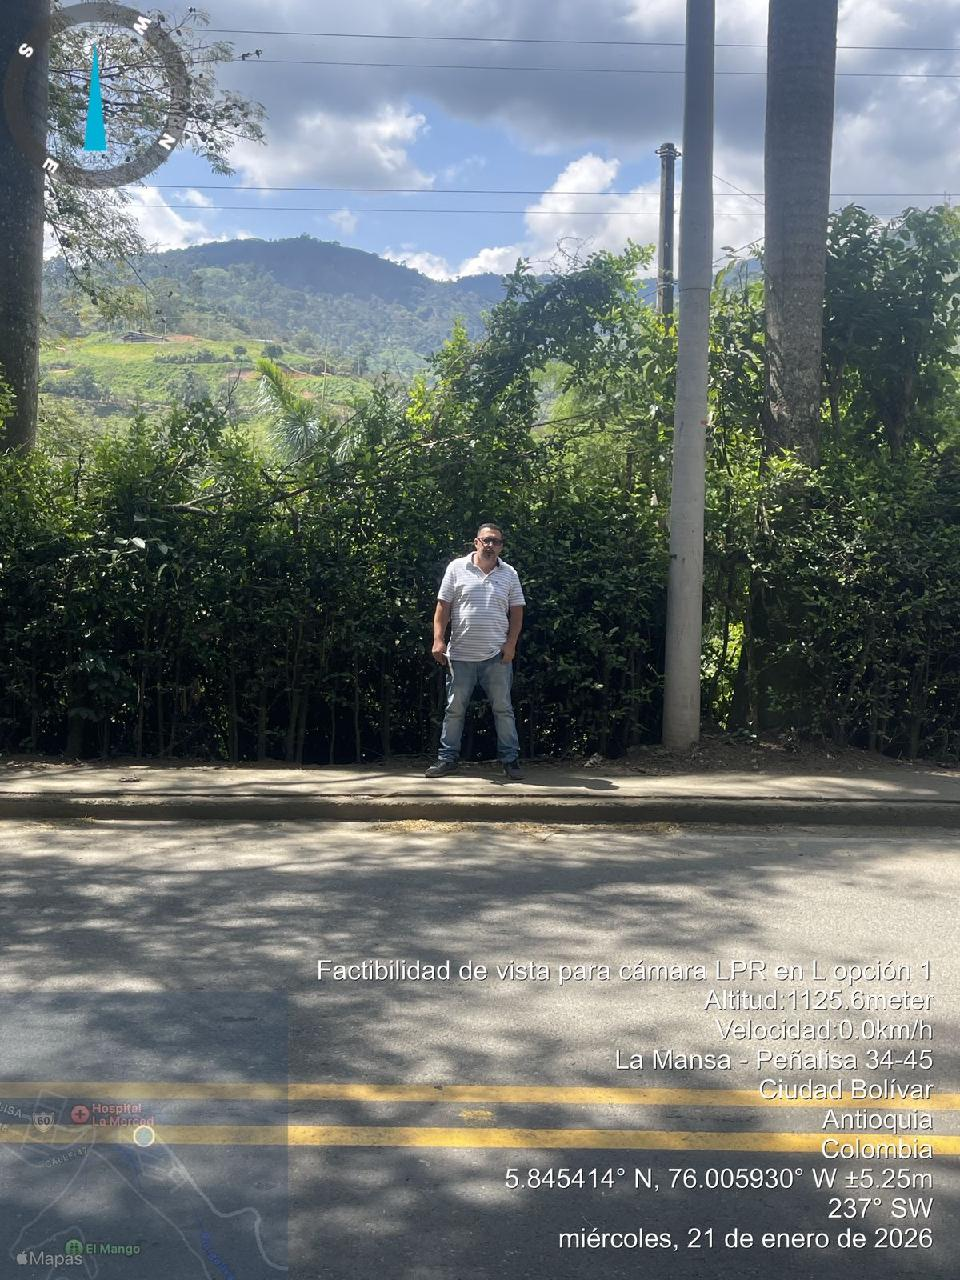 S
W
E
N
Factibilidad de vista para cámara LPR en L opción 1
Altitud:1125.6meter
Velocidad:0.0km/h
La Mansa - Peñalisa 34-45
Ciudad Bolívar
Antioquia
Colombia
5.845414° N, 76.005930° W ±5.25m
237° SW
miércoles, 21 de enero de 2026
60
Hospital
La Merced
El Mango
Mapas